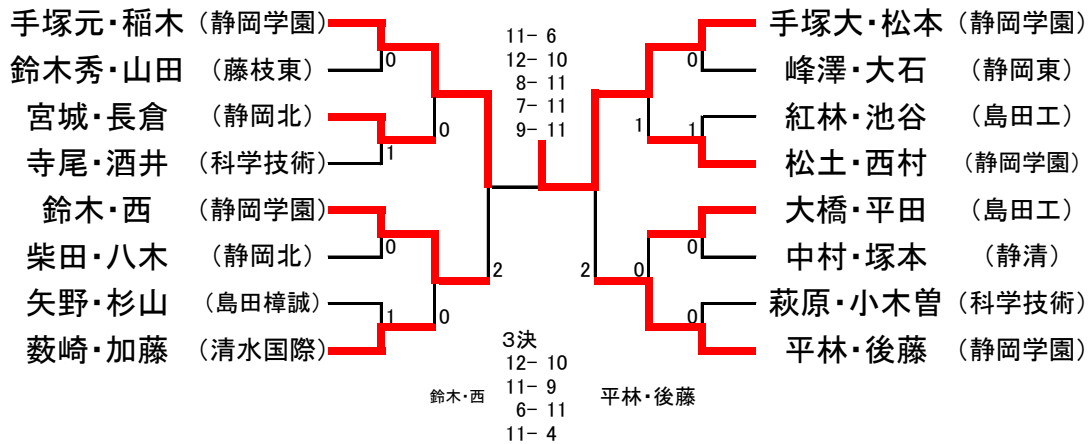 手塚元・稲木 (静岡学園)
0
鈴木秀・山田 (藤枝東)
0
宮城・長倉 (静岡北)
1
寺尾・酒井 (科学技術)
鈴木・西 (静岡学園)
0
柴田・八木 (静岡北)
2
0
矢野・杉山 (島田樟誠)
1
薮崎・加藤 (清水国際)
11- 6
12- 10
8- 11
7- 11
9- 11
3決
12- 10
11- 9
6- 11
11- 4
鈴木・西
平林・後藤
手塚大・松本 (静岡学園)
0
峰澤・大石 (静岡東)
1
紅林・池谷 (島田工)
1
松土・西村 (静岡学園)
大橋・平田 (島田工)
0
中村・塚本 (静清)
2
0
萩原・小木曽 (科学技術)
0
平林・後藤 (静岡学園)